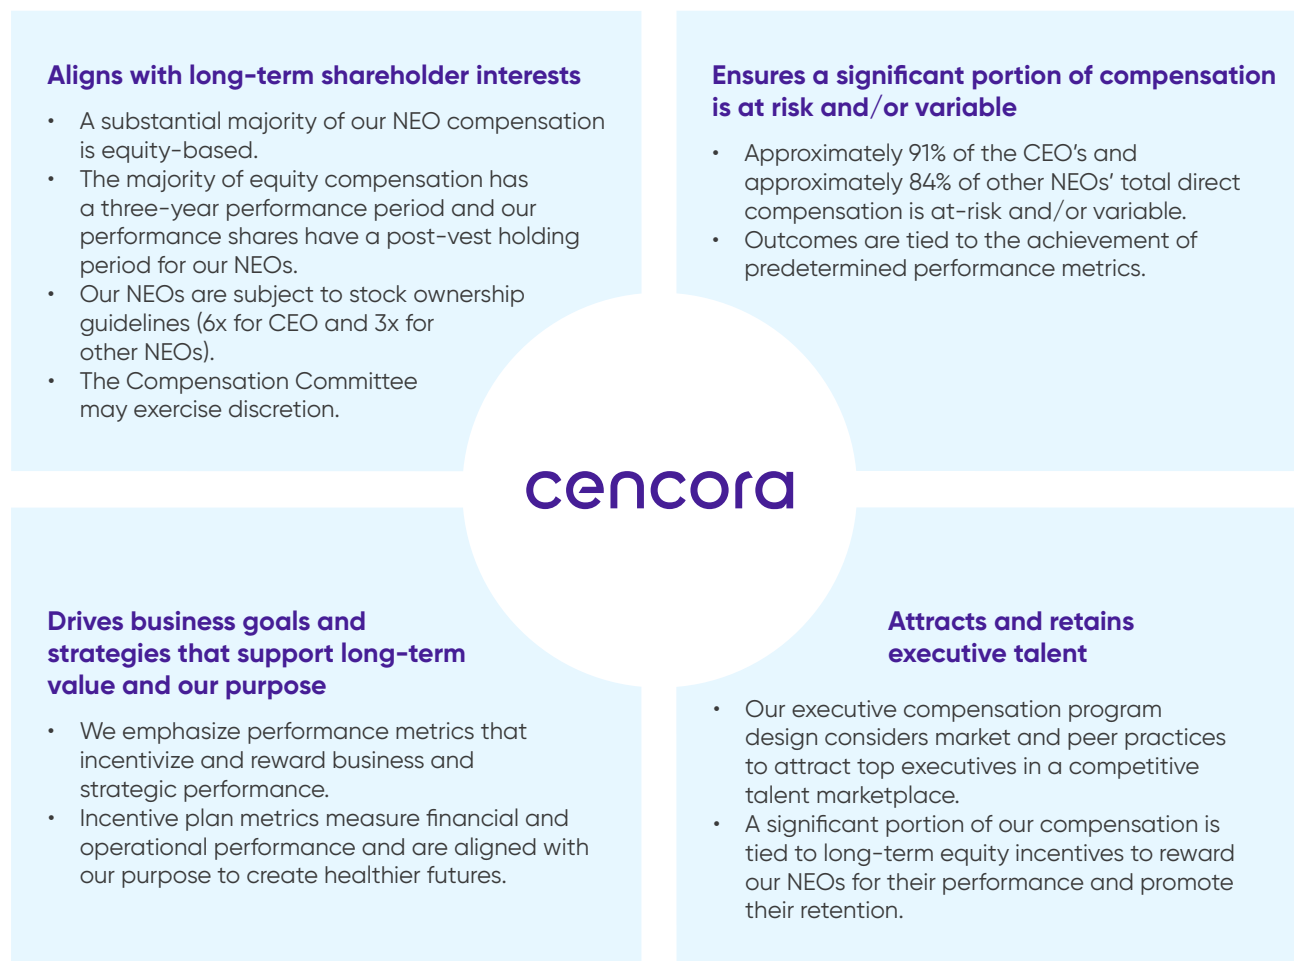 Aligns with long-term shareholder interests
• A substantial majority of our NEO compensation
is equity-based.
• The majority of equity compensation has
a three-year performance period and our
performance shares have a post-vest holding
period for our NEOs.
• Our NEOs are subject to stock ownership
guidelines (6x for CEO and 3x for
other NEOs).
• The Compensation Committee
may exercise discretion.
Ensures a significant portion of compensation
is at risk and/or variable
• Approximately 91% of the CEO’s and
approximately 84% of other NEOs’ total direct
compensation is at-risk and/or variable.
• Outcomes are tied to the achievement of
predetermined performance metrics.
cencora
Drives business goals and
strategies that support long-term
value and our purpose
• We emphasize performance metrics that
incentivize and reward business and
strategic performance.
• Incentive plan metrics measure financial and
operational performance and are aligned with
our purpose to create healthier futures.
Attracts and retains
executive talent
• Our executive compensation program
design considers market and peer practices
to attract top executives in a competitive
talent marketplace.
• A significant portion of our compensation is
tied to long-term equity incentives to reward
our NEOs for their performance and promote
their retention.